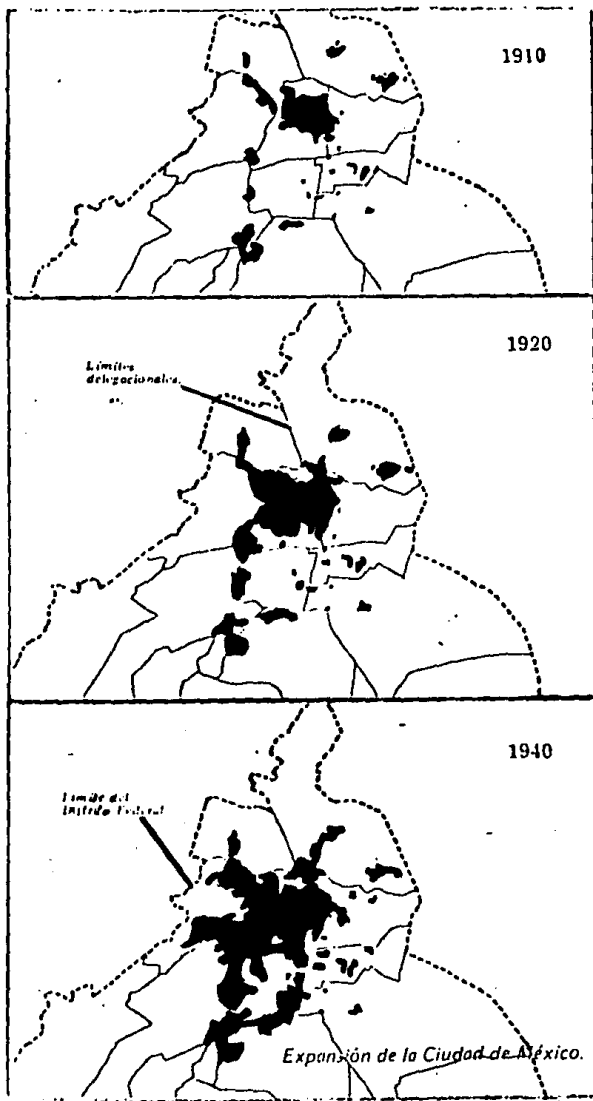 1910
1920
Límites
delegacionales.
1940
Límite del
Distrito Federal
Expansión de la Ciudad de México.